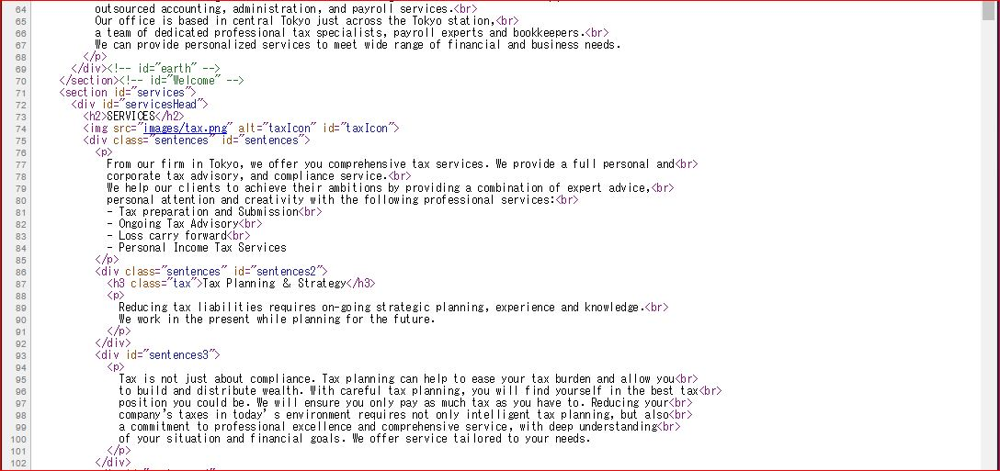 64 outsourced accounting, administration, and payroll services.<br>
65 Our office is based in central Tokyo just across the Tokyo station,<br>
66 a team of dedicated professional tax specialists, payroll experts and bookkeepers.<br>
67 We can provide personalized services to meet wide range of financial and business needs.
68 </p>
69 </div><!-- id="earth" -->
70 </section><!-- id="Welcome" -->
71 <section id="services">
72 <div id="servicesHead">
73 <h2>SERVICES</h2>
74 <img src="images/tax.png" alt="taxIcon" id="taxIcon">
75 <div class="sentences" id="sentences">
76 <p>
77 From our firm in Tokyo, we offer you comprehensive tax services. We provide a full personal and<br>
78 corporate tax advisory, and compliance service.<br>
79 We help our clients to achieve their ambitions by providing a combination of expert advice,<br>
80 personal attention and creativity with the following professional services:<br>
81 - Tax preparation and Submission<br>
82 - Ongoing Tax Advisory<br>
83 - Loss carry forward<br>
84 - Personal Income Tax Services
85 </p>
86 <div class="sentences" id="sentences2">
87 <h3 class="tax">Tax Planning & Strategy</h3>
88 <p>
89 Reducing tax liabilities requires on-going strategic planning, experience and knowledge.<br>
90 We work in the present while planning for the future.
91 </p>
92 </div>
93 <div id="sentences3">
94 <p>
95 Tax is not just about compliance. Tax planning can help to ease your tax burden and allow you<br>
96 to build and distribute wealth. With careful tax planning, you will find yourself in the best tax<br>
97 position you could be. We will ensure you only pay as much tax as you have to. Reducing your<br>
98 company's taxes in today’s environment requires not only intelligent tax planning, but also<br>
99 a commitment to professional excellence and comprehensive service, with deep understanding<br>
100 of your situation and financial goals. We offer service tailored to your needs.
101 </p>
102 </div>